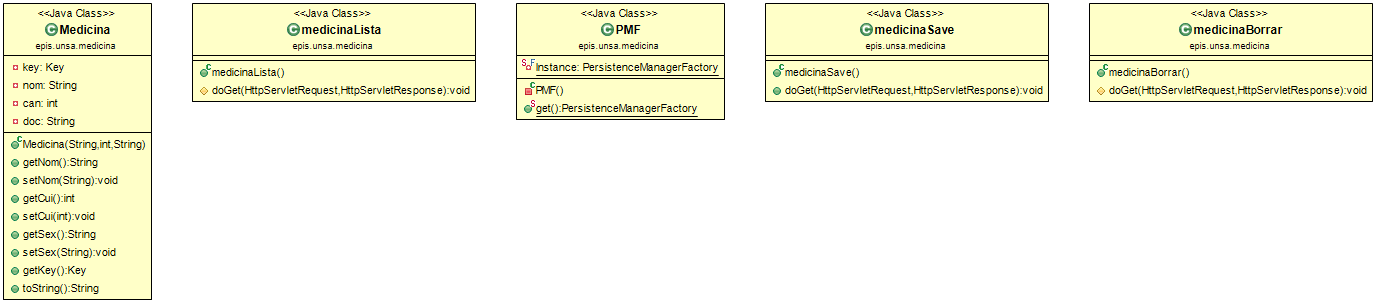 <<Java Class>>
Medicina
epis.unsa.medicina
key: Key
nom: String
can: int
doc: String
Medicina(String,int,String)
getNom():String
setNom(String):void
getCui():int
setCui(int):void
getSex():String
setSex(String):void
getKey():Key
toString():String
<<Java Class>>
medicinaLista
epis.unsa.medicina
medicinaLista()
doGet(HttpServletRequest,HttpServletResponse):void
<<Java Class>>
PMF
epis.unsa.medicina
Instance: PersistenceManagerFactory
PMF()
get():PersistenceManagerFactory
<<Java Class>>
medicinaSave
epis.unsa.medicina
medicinaSave()
doGet(HttpServletRequest,HttpServletResponse):void
<<Java Class>>
medicinaBorrar
epis.unsa.medicina
medicinaBorrar()
doGet(HttpServletRequest,HttpServletResponse):void